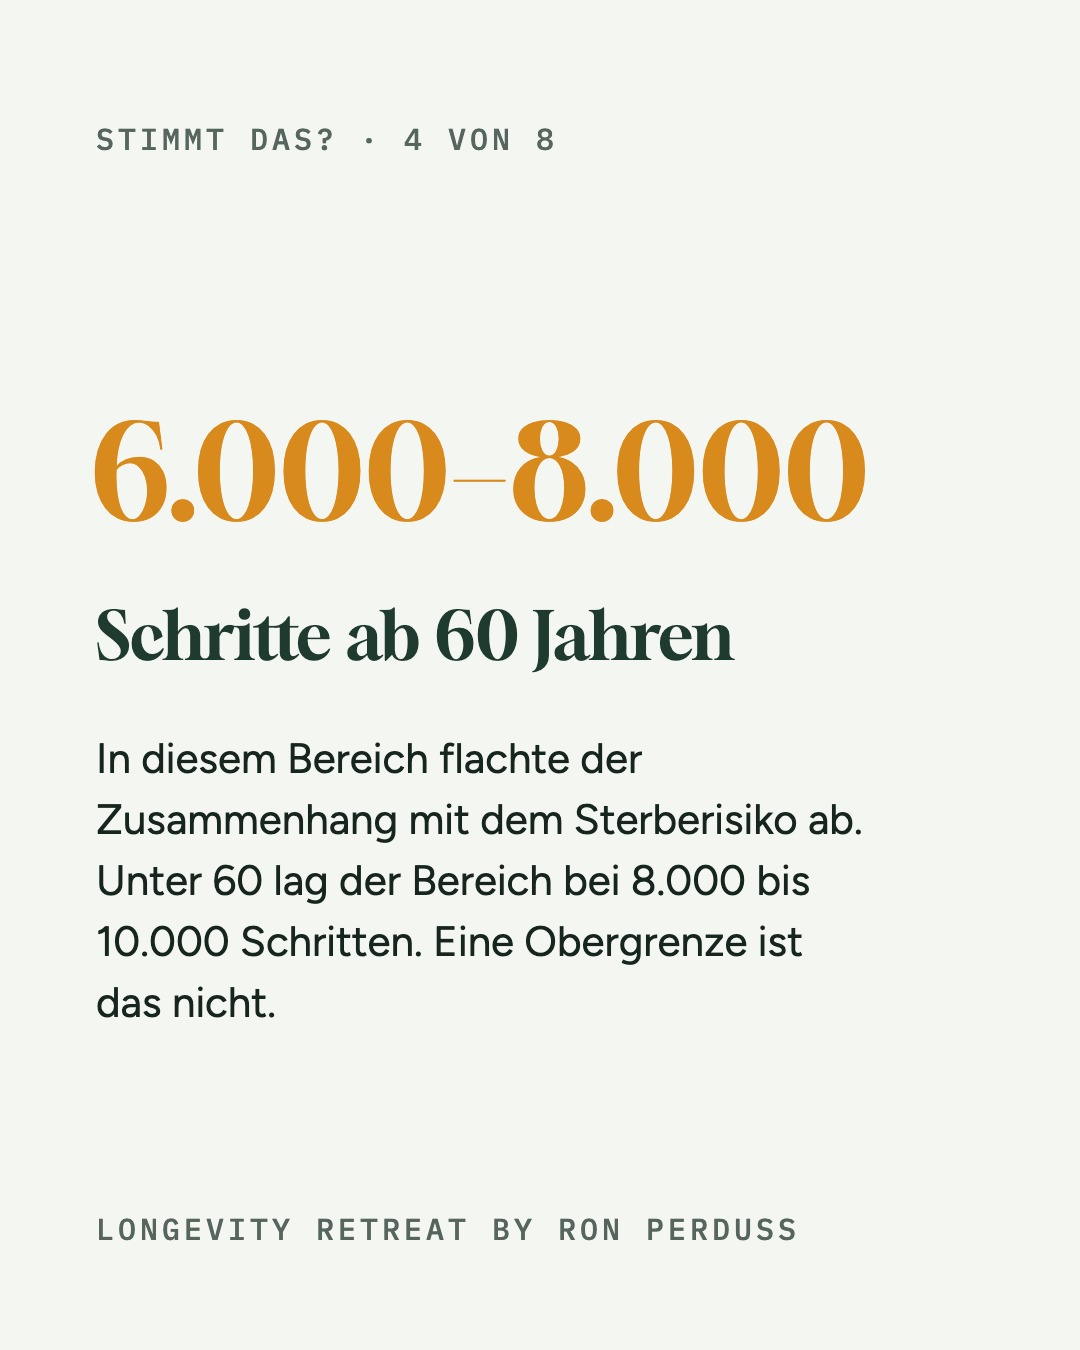 STIMMT DAS? · 4 VON 8
6.000–8.000
Schritte ab 60 Jahren
In diesem Bereich flachte der
Zusammenhang mit dem Sterberisiko ab.
Unter 60 lag der Bereich bei 8.000 bis
10.000 Schritten. Eine Obergrenze ist
das nicht.
LONGEVITY RETREAT BY RON PERDUSS